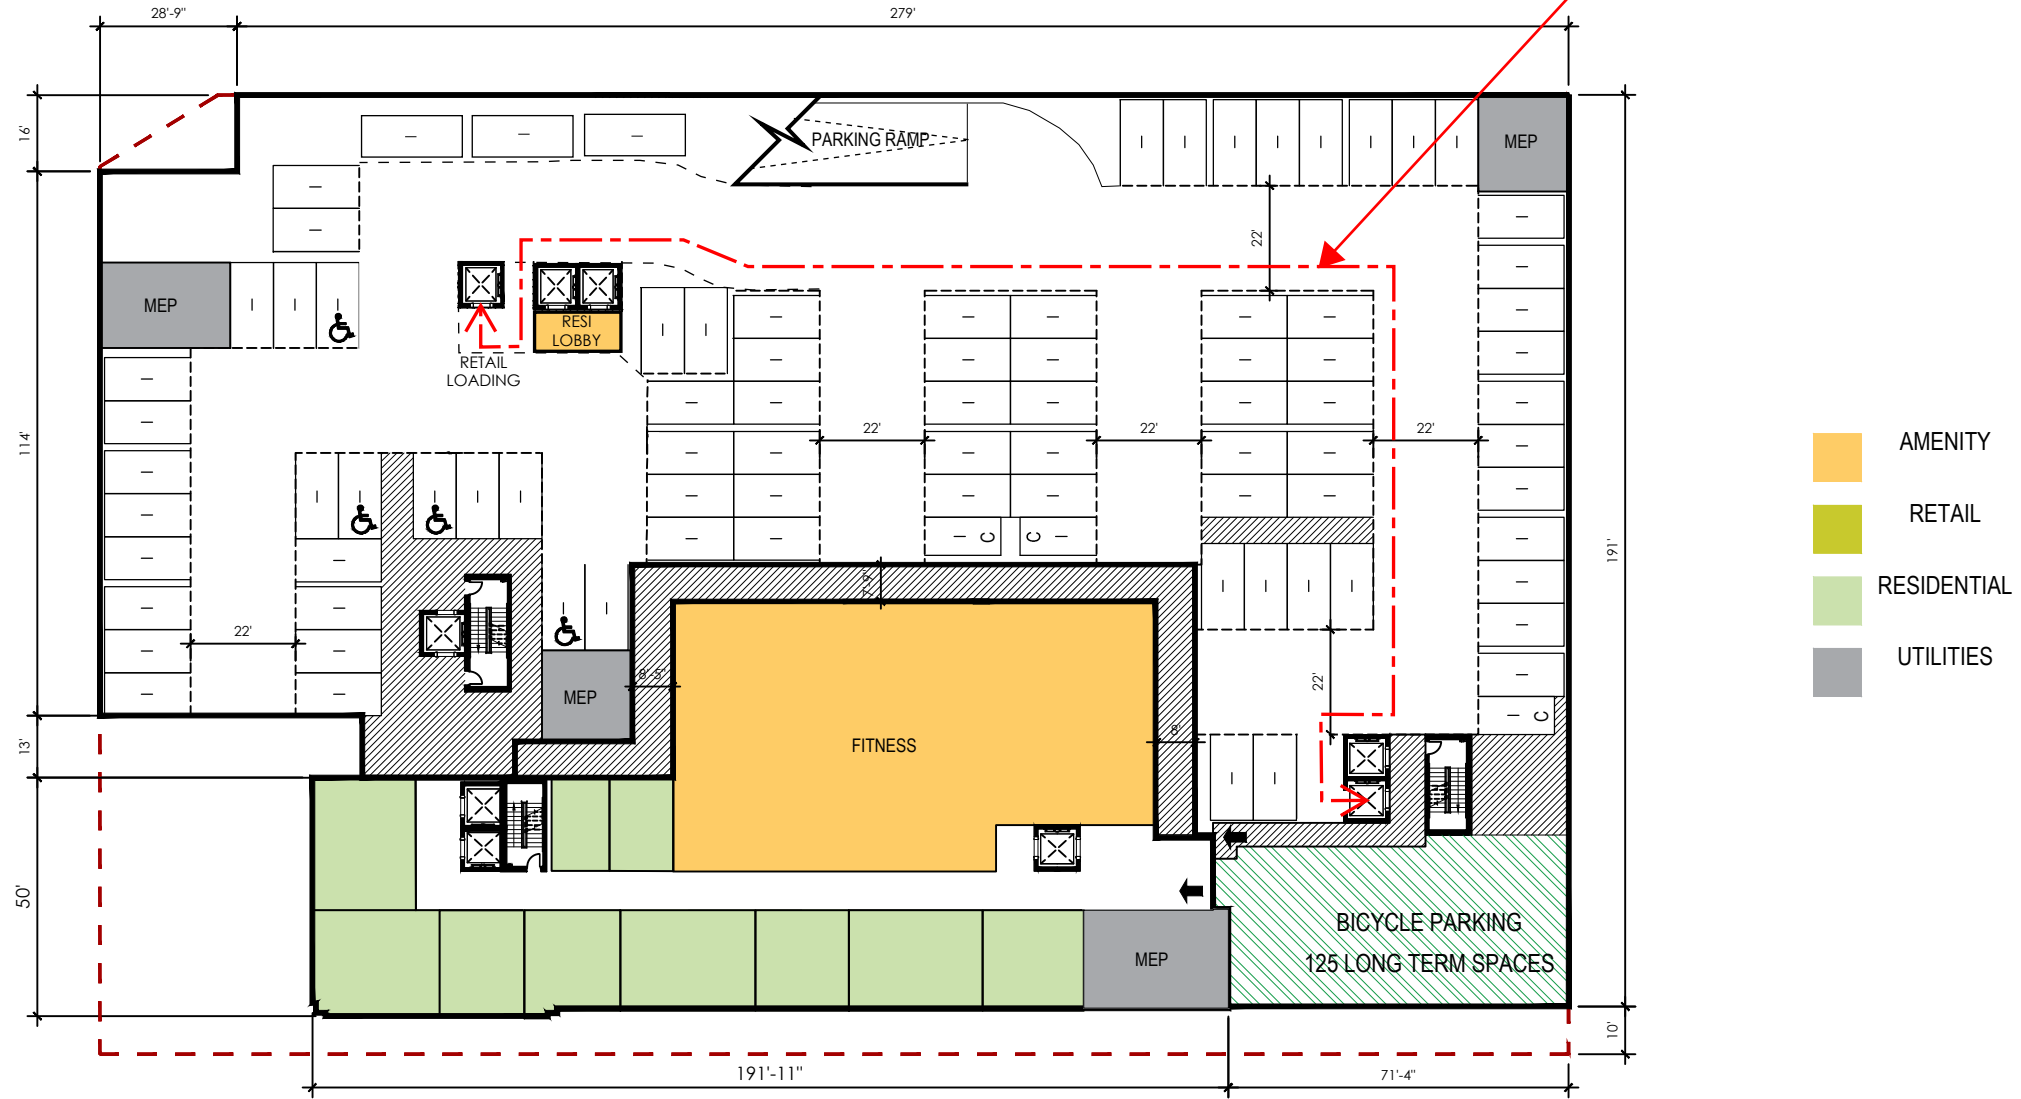 28'-9"
279'
16'
PARKING RAMP
MEP
22'
MEP
RESI
LOBBY
RETAIL
LOADING
114'
22'
22'
22'
AMENITY
RETAIL
RESIDENTIAL
UTILITIES
C
C
191'
7'-9"
22'
8'-5"
MEP
22'
C
13'
FITNESS
8'
50'
BICYCLE PARKING
125 LONG TERM SPACES
MEP
10'
191'-11"
71'-4"